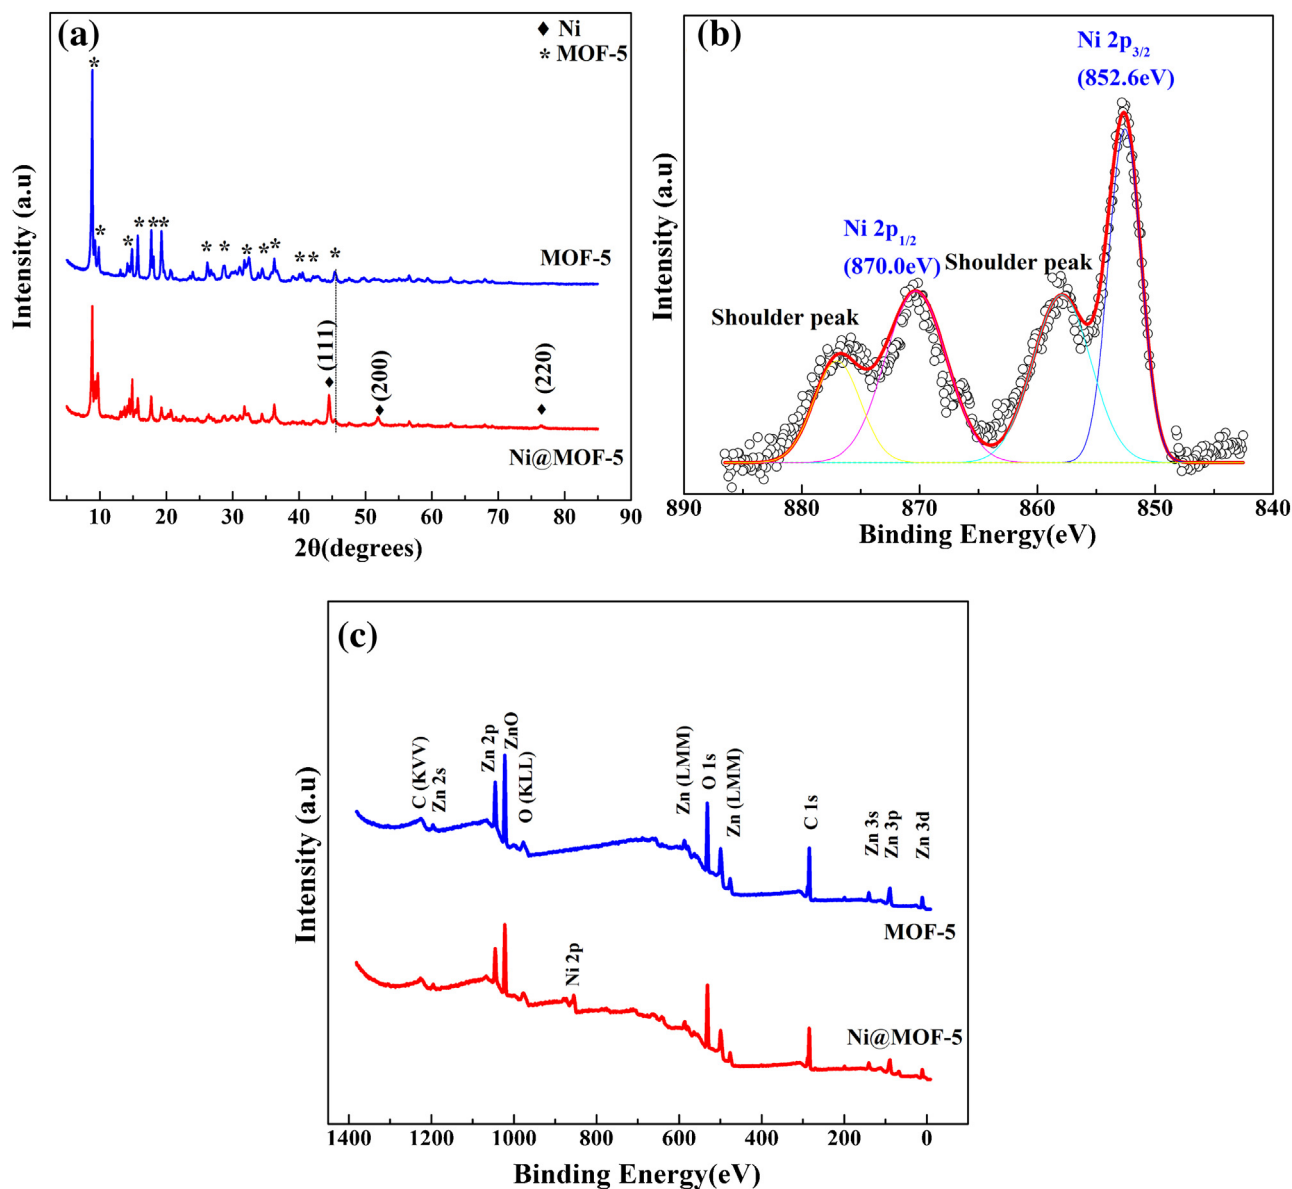 (a)
◆ Ni
* MOF-5
MOF-5
(111)
(200)
(220)
Ni@MOF-5
Intensity (a.u)
10 20 30 40 50 60 70 80 90
2θ(degrees)
(b)
Ni 2p3/2
(852.6eV)
Ni 2p1/2
(870.0eV)
Shoulder peak
Shoulder peak
Intensity (a.u)
890 880 870 860 850 840
Binding Energy(eV)
(c)
C (KVV)
Zn 2s
Zn 2p
ZnO
O (KLL)
Zn (LMM)
O 1s
Zn (LMM)
C 1s
Zn 3s
Zn 3p
Zn 3d
MOF-5
Ni 2p
Ni@MOF-5
Intensity (a.u)
1400 1200 1000 800 600 400 200 0
Binding Energy(eV)